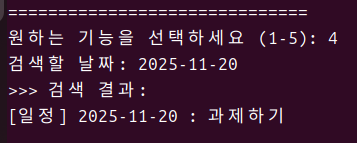 ==============================
원하는 기능을 선택하세요 (1-5): 4
검색할 날짜: 2025-11-20
>>> 검색 결과:
[일정] 2025-11-20 : 과제하기